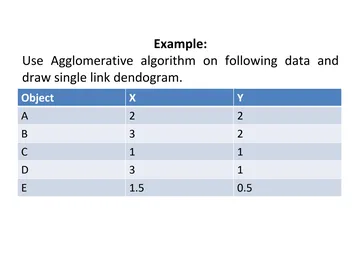 Example:
Use Agglomerative algorithm on following data and
draw single link dendogram.
Object X Y
A 2 2
B 3 2
C 1 1
D 3 1
E 1.5 0.5